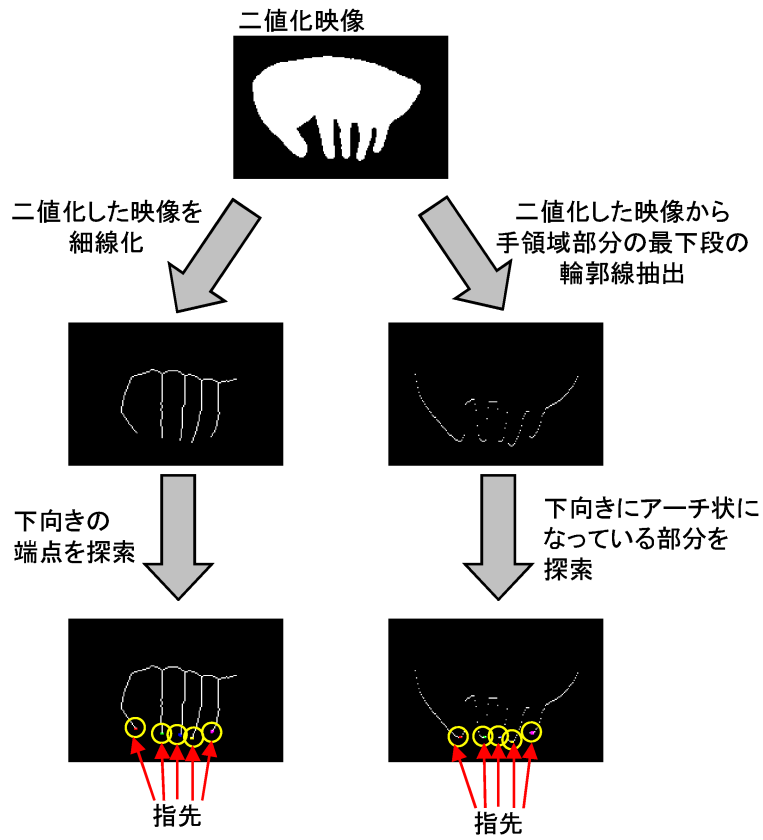 二値化映像
二値化した映像を
細線化
二値化した映像から
手領域部分の最下段の
輪郭線抽出
下向きの
端点を探索
下向きにアーチ状に
なっている部分を
探索
指先
指先